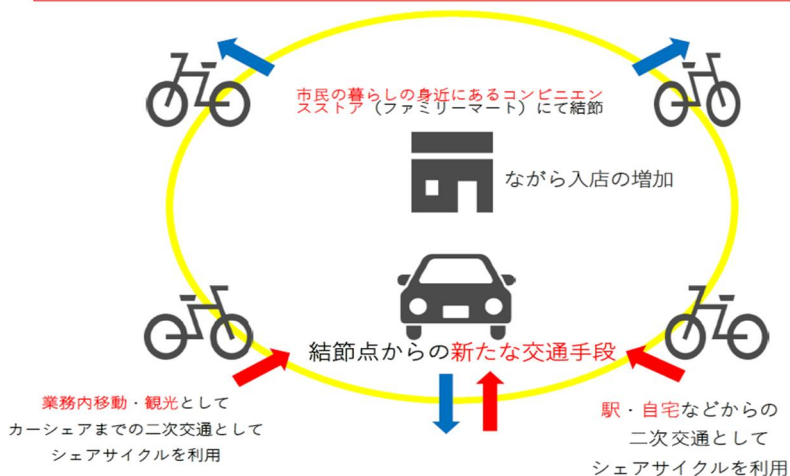 市民の暮らしの身近にあるコンビニエン
スストア（ファミリーマート）にて結節
ながら入店の増加
結節点からの新たな交通手段
業務内移動・観光として
カーシェアまでの二次交通として
シェアサイクルを利用
駅・自宅などからの
二次交通として
シェアサイクルを利用